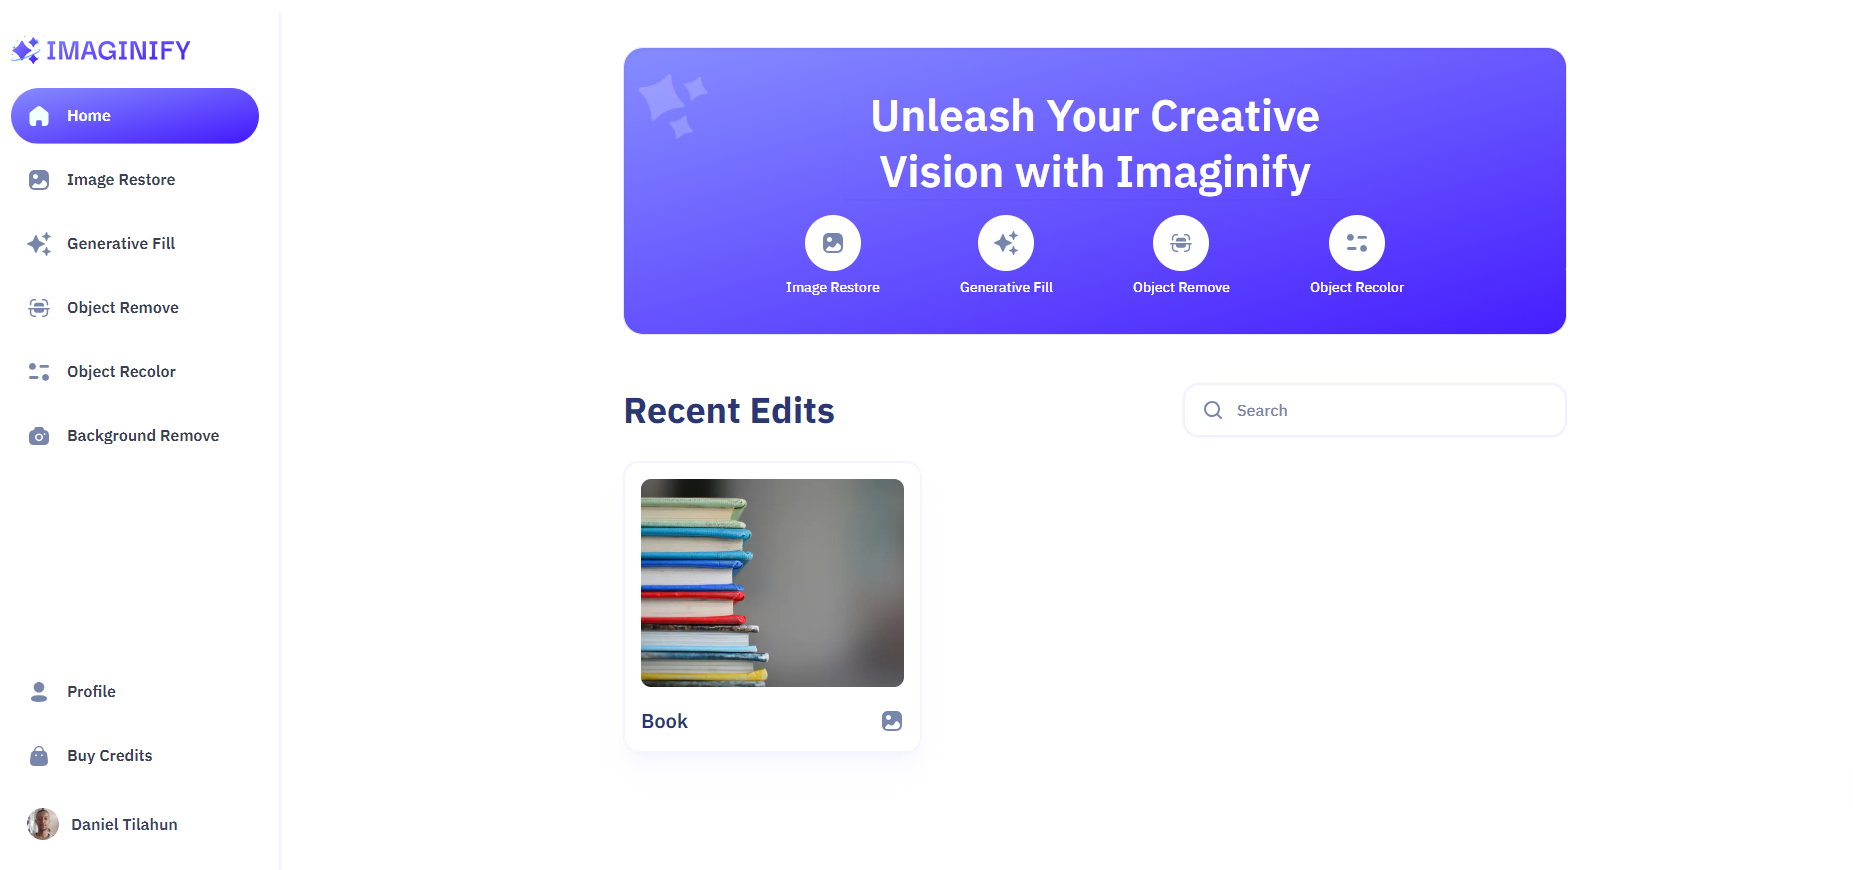 IMAGINIFY
Home
Image Restore
Generative Fill
Object Remove
Object Recolor
Background Remove
Profile
Buy Credits
Daniel Tilahun
Unleash Your Creative
Vision with Imaginify
Image Restore
Generative Fill
Object Remove
Object Recolor
Recent Edits
Search
Book